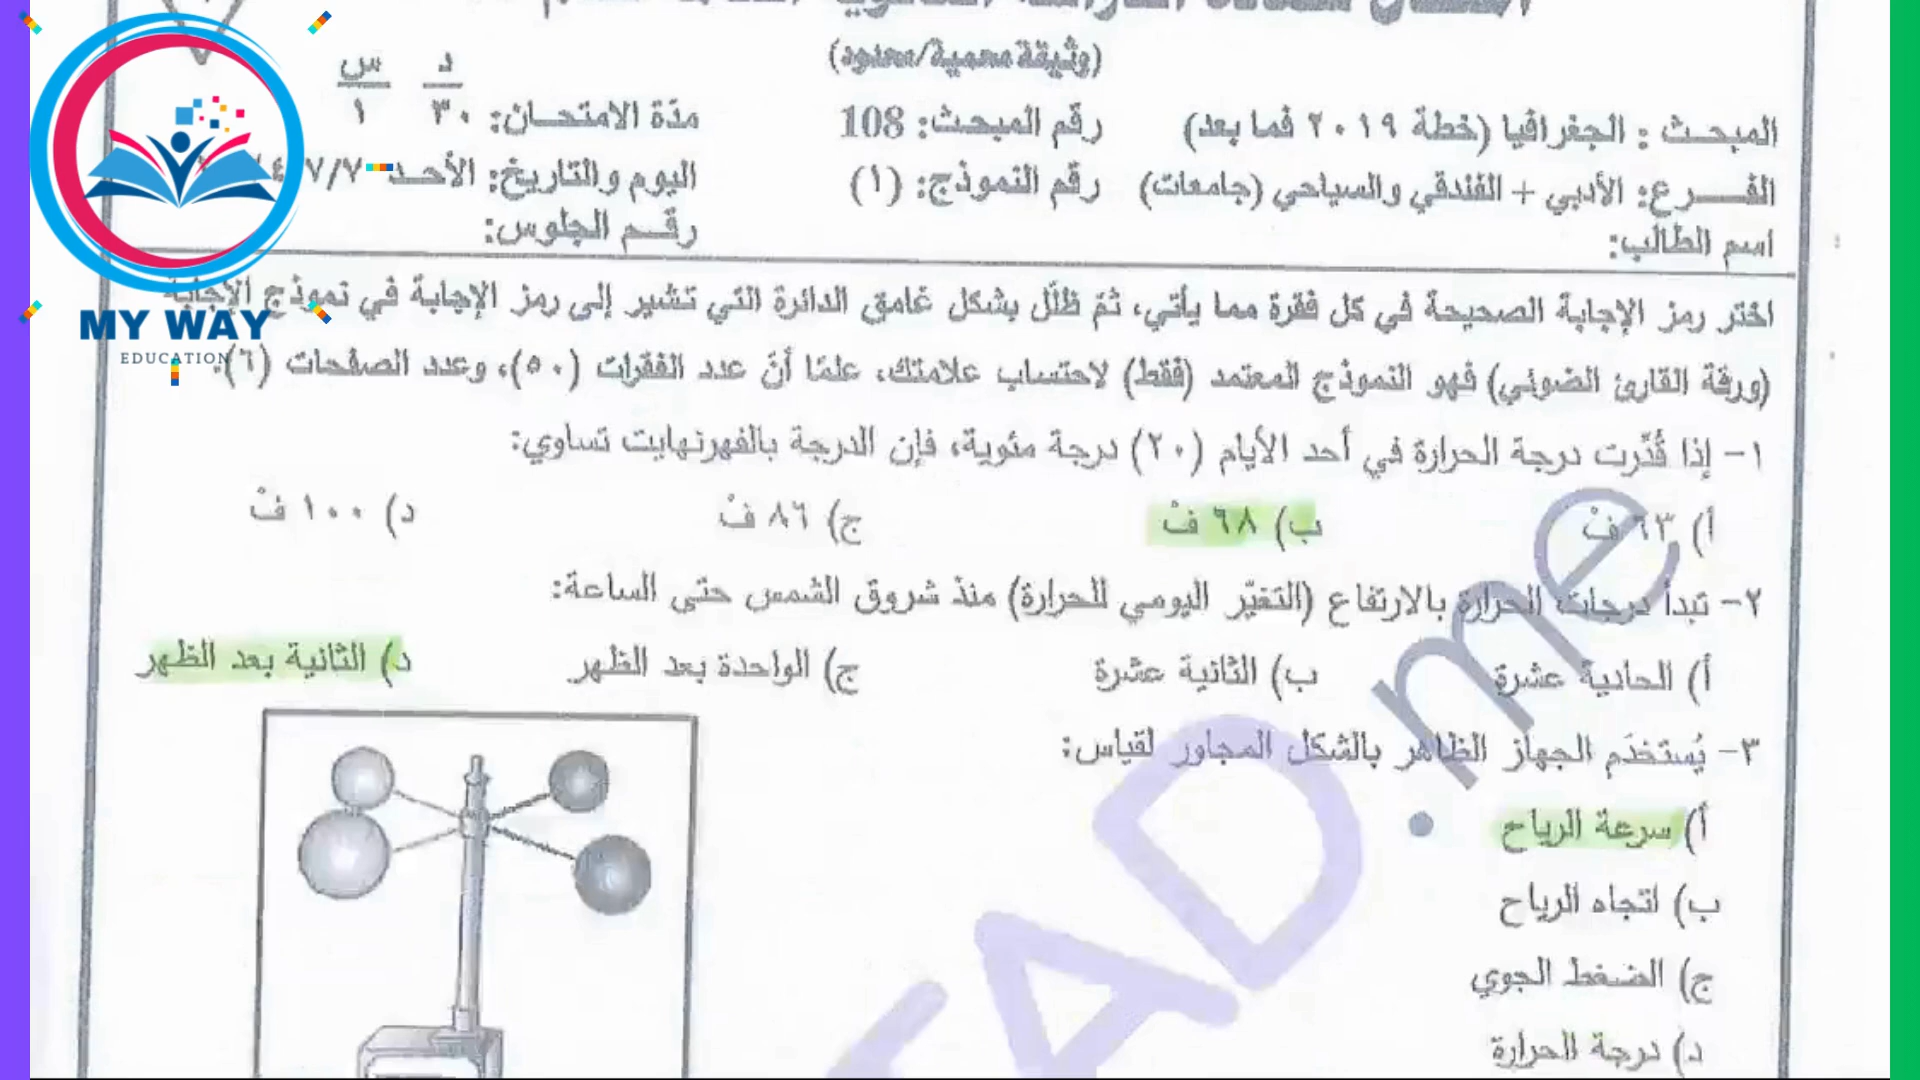 (وثيقة محمية/محدود)
د س
المبحث : الجغرافيا (خطة ٢٠١٩ فما بعد) رقم المبحث: 108 مدّة الامتحان: ٣٠ ١
الفرع: الأدبي + الفندقي والسياحي (جامعات) رقم النموذج: (١) اليوم والتاريخ: الأحد ٧/٧
اسم الطالب: رقم الجلوس:
اختر رمز الإجابة الصحيحة في كل فقرة مما يأتي، ثمّ ظلّل بشكل غامق الدائرة التي تشير إلى رمز الإجابة في نموذج الإجابة
(ورقة القارئ الضوئي) فهو النموذج المعتمد (فقط) لاحتساب علامتك، علمًا أنّ عدد الفقرات (٥٠)، وعدد الصفحات (٦).
١- إذا قُدّرت درجة الحرارة في أحد الأيام (٢٠) درجة مئوية، فإن الدرجة بالفهرنهايت تساوي:
أ) ٦٣ فْ ب) ٦٨ فْ ج) ٨٦ فْ د) ١٠٠ فْ
٢- تبدأ درجات الحرارة بالارتفاع (التغيّر اليومي للحرارة) منذ شروق الشمس حتى الساعة:
أ) الحادية عشرة ب) الثانية عشرة ج) الواحدة بعد الظهر د) الثانية بعد الظهر
٣- يُستخدَم الجهاز الظاهر بالشكل المجاور لقياس:
أ) سرعة الرياح
ب) اتجاه الرياح
ج) الضغط الجوي
د) درجة الحرارة
MY WAY
EDUCATION
.me